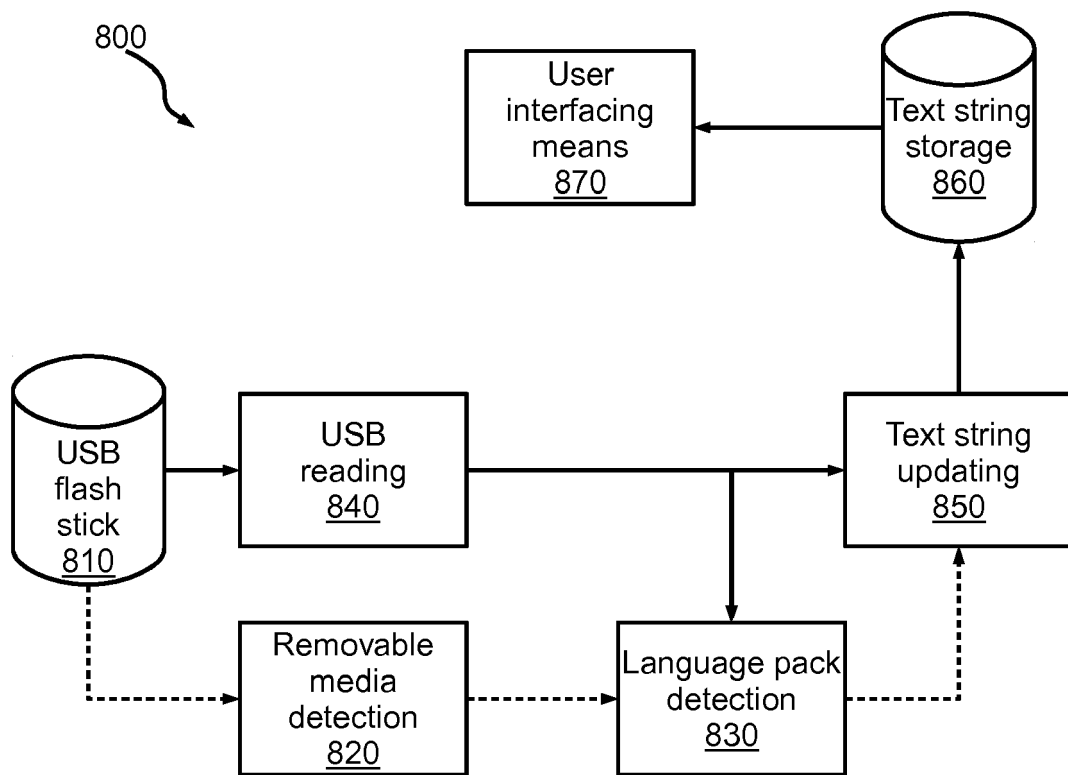 800
User
interfacing
means
870
Text string
storage
860
USB
flash
stick
810
USB
reading
840
Text string
updating
850
Removable
media
detection
820
Language pack
detection
830